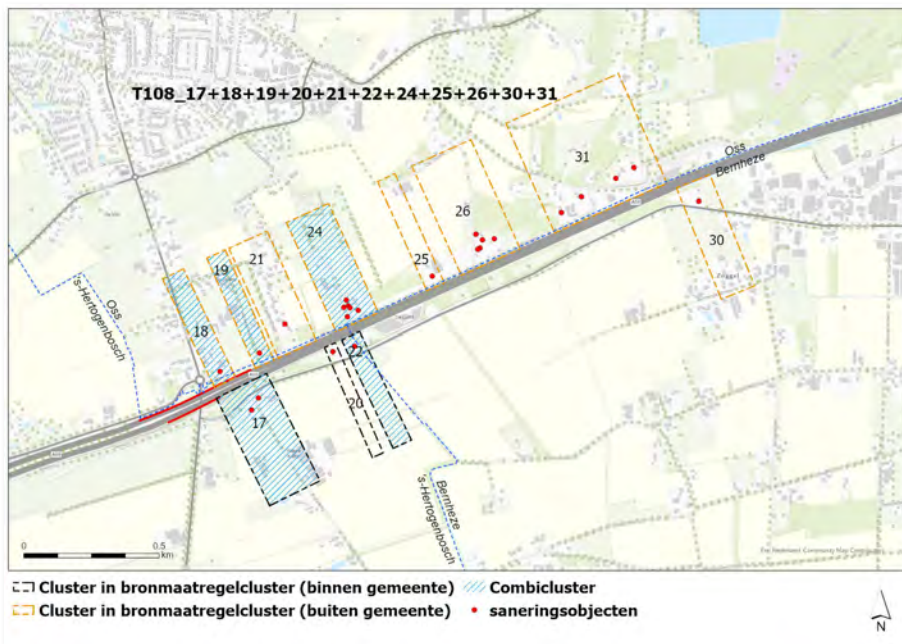 T108_17+18+19+20+21+22+24+25+26+30+31
Oss
Bernheze
31
26
24
21
19
25
30
18
Oss
's-Hertogenbosch
22
20
17
Bernheze
's-Hertogenbosch
0
0.5
km
Cluster in bronmaatregelcluster (binnen gemeente)
Combicluster
Cluster in bronmaatregelcluster (buiten gemeente)
saneringsobjecten
N